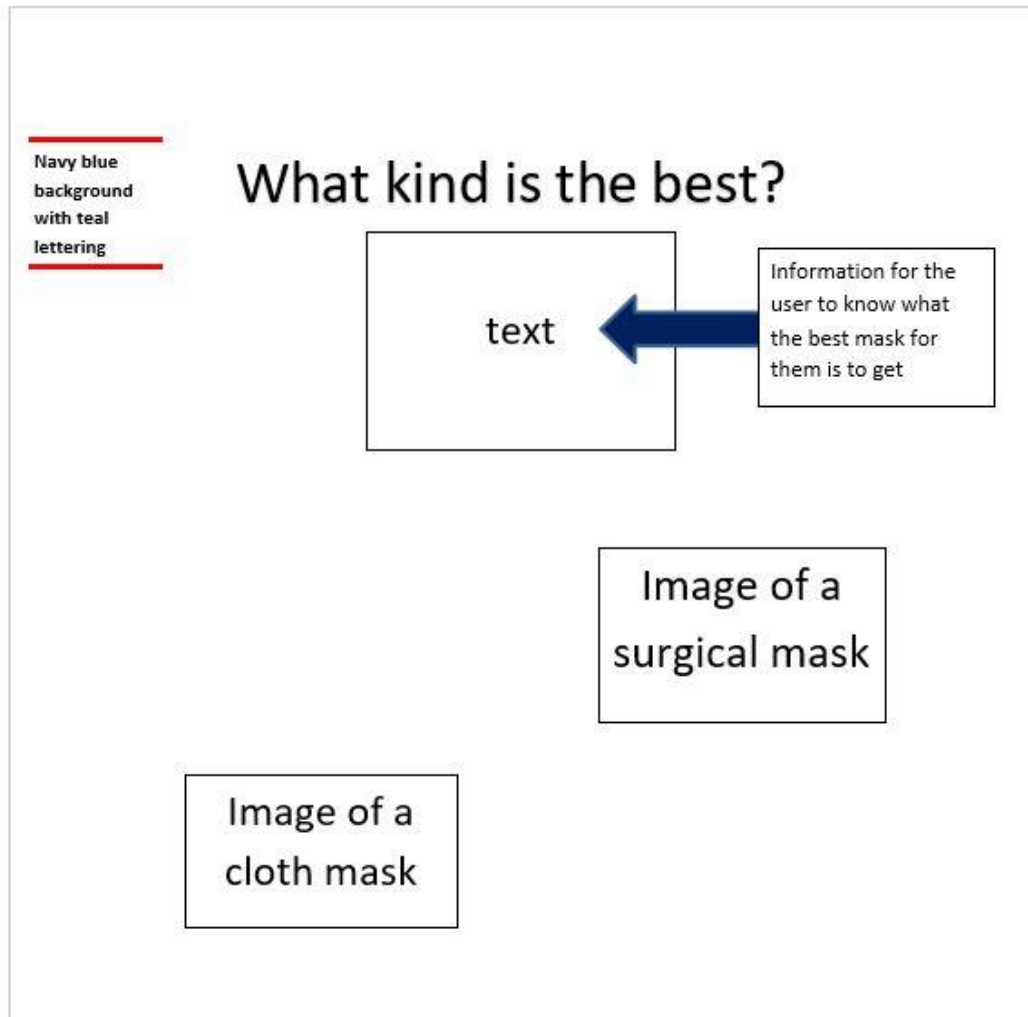 Navy blue
background
with teal
lettering
What kind is the best?
text
Information for the
user to know what
the best mask for
them is to get
Image of a
surgical mask
Image of a
cloth mask